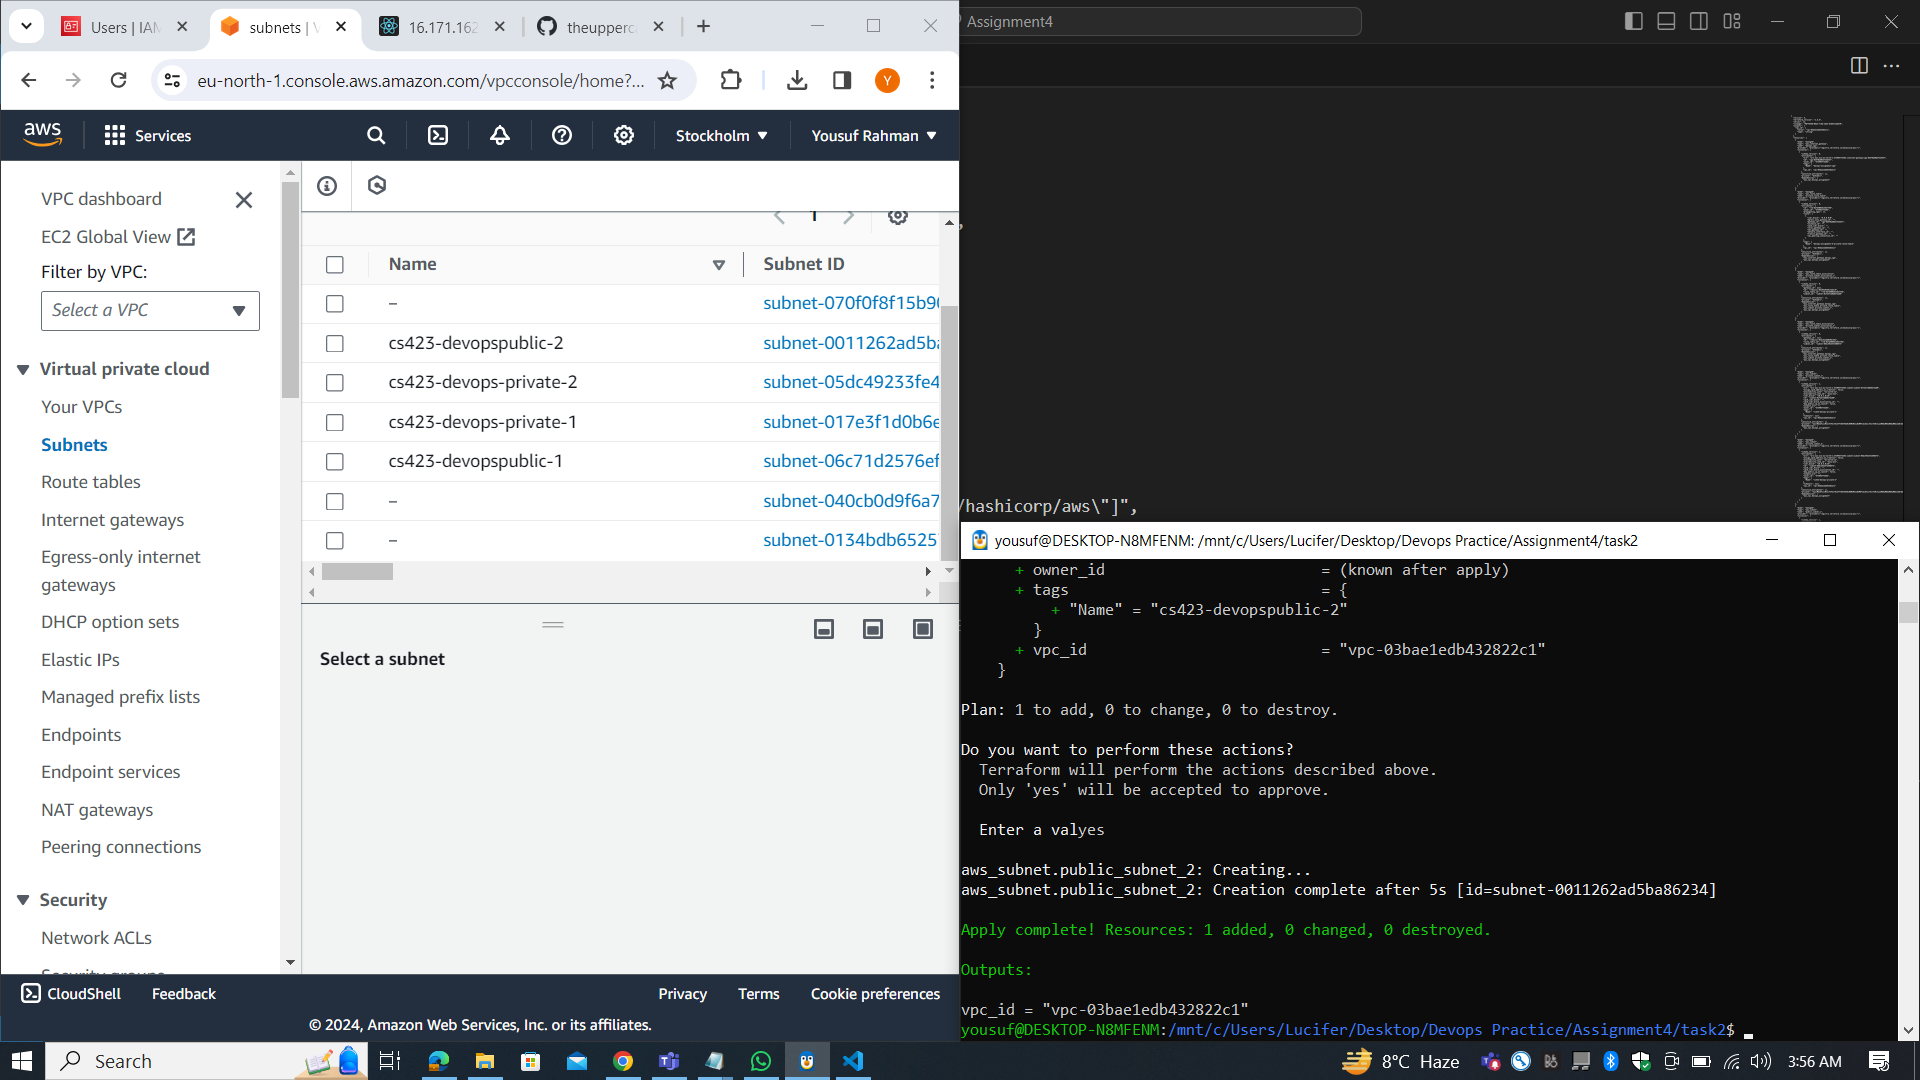 Users | IAM
subnets | V
16.171.162
theupperca
Assignment4
eu-north-1.console.aws.amazon.com/vpcconsole/home?...
Y
aws
Services
Stockholm
Yousuf Rahman
VPC dashboard
EC2 Global View
Filter by VPC:
Select a VPC
Virtual private cloud
Your VPCs
Subnets
Route tables
Internet gateways
Egress-only internet
gateways
DHCP option sets
Elastic IPs
Managed prefix lists
Endpoints
Endpoint services
NAT gateways
Peering connections
Security
Network ACLs
Security groups
1
Name Subnet ID
– subnet-070f0f8f15b90
cs423-devopspublic-2 subnet-0011262ad5ba
cs423-devops-private-2 subnet-05dc49233fe4
cs423-devops-private-1 subnet-017e3f1d0b6e
cs423-devopspublic-1 subnet-06c71d2576ef
– subnet-040cb0d9f6a7
– subnet-0134bdb6525
Select a subnet
CloudShell Feedback Privacy Terms Cookie preferences
© 2024, Amazon Web Services, Inc. or its affiliates.
/hashicorp/aws\"]",
yousuf@DESKTOP-N8MFENM: /mnt/c/Users/Lucifer/Desktop/Devops Practice/Assignment4/task2
+ owner_id = (known after apply)
+ tags = {
+ "Name" = "cs423-devopspublic-2"
}
+ vpc_id = "vpc-03bae1edb432822c1"
}
Plan: 1 to add, 0 to change, 0 to destroy.
Do you want to perform these actions?
Terraform will perform the actions described above.
Only 'yes' will be accepted to approve.
Enter a valyes
aws_subnet.public_subnet_2: Creating...
aws_subnet.public_subnet_2: Creation complete after 5s [id=subnet-0011262ad5ba86234]
Apply complete! Resources: 1 added, 0 changed, 0 destroyed.
Outputs:
vpc_id = "vpc-03bae1edb432822c1"
yousuf@DESKTOP-N8MFENM:/mnt/c/Users/Lucifer/Desktop/Devops Practice/Assignment4/task2$
Search
8°C Haze
3:56 AM